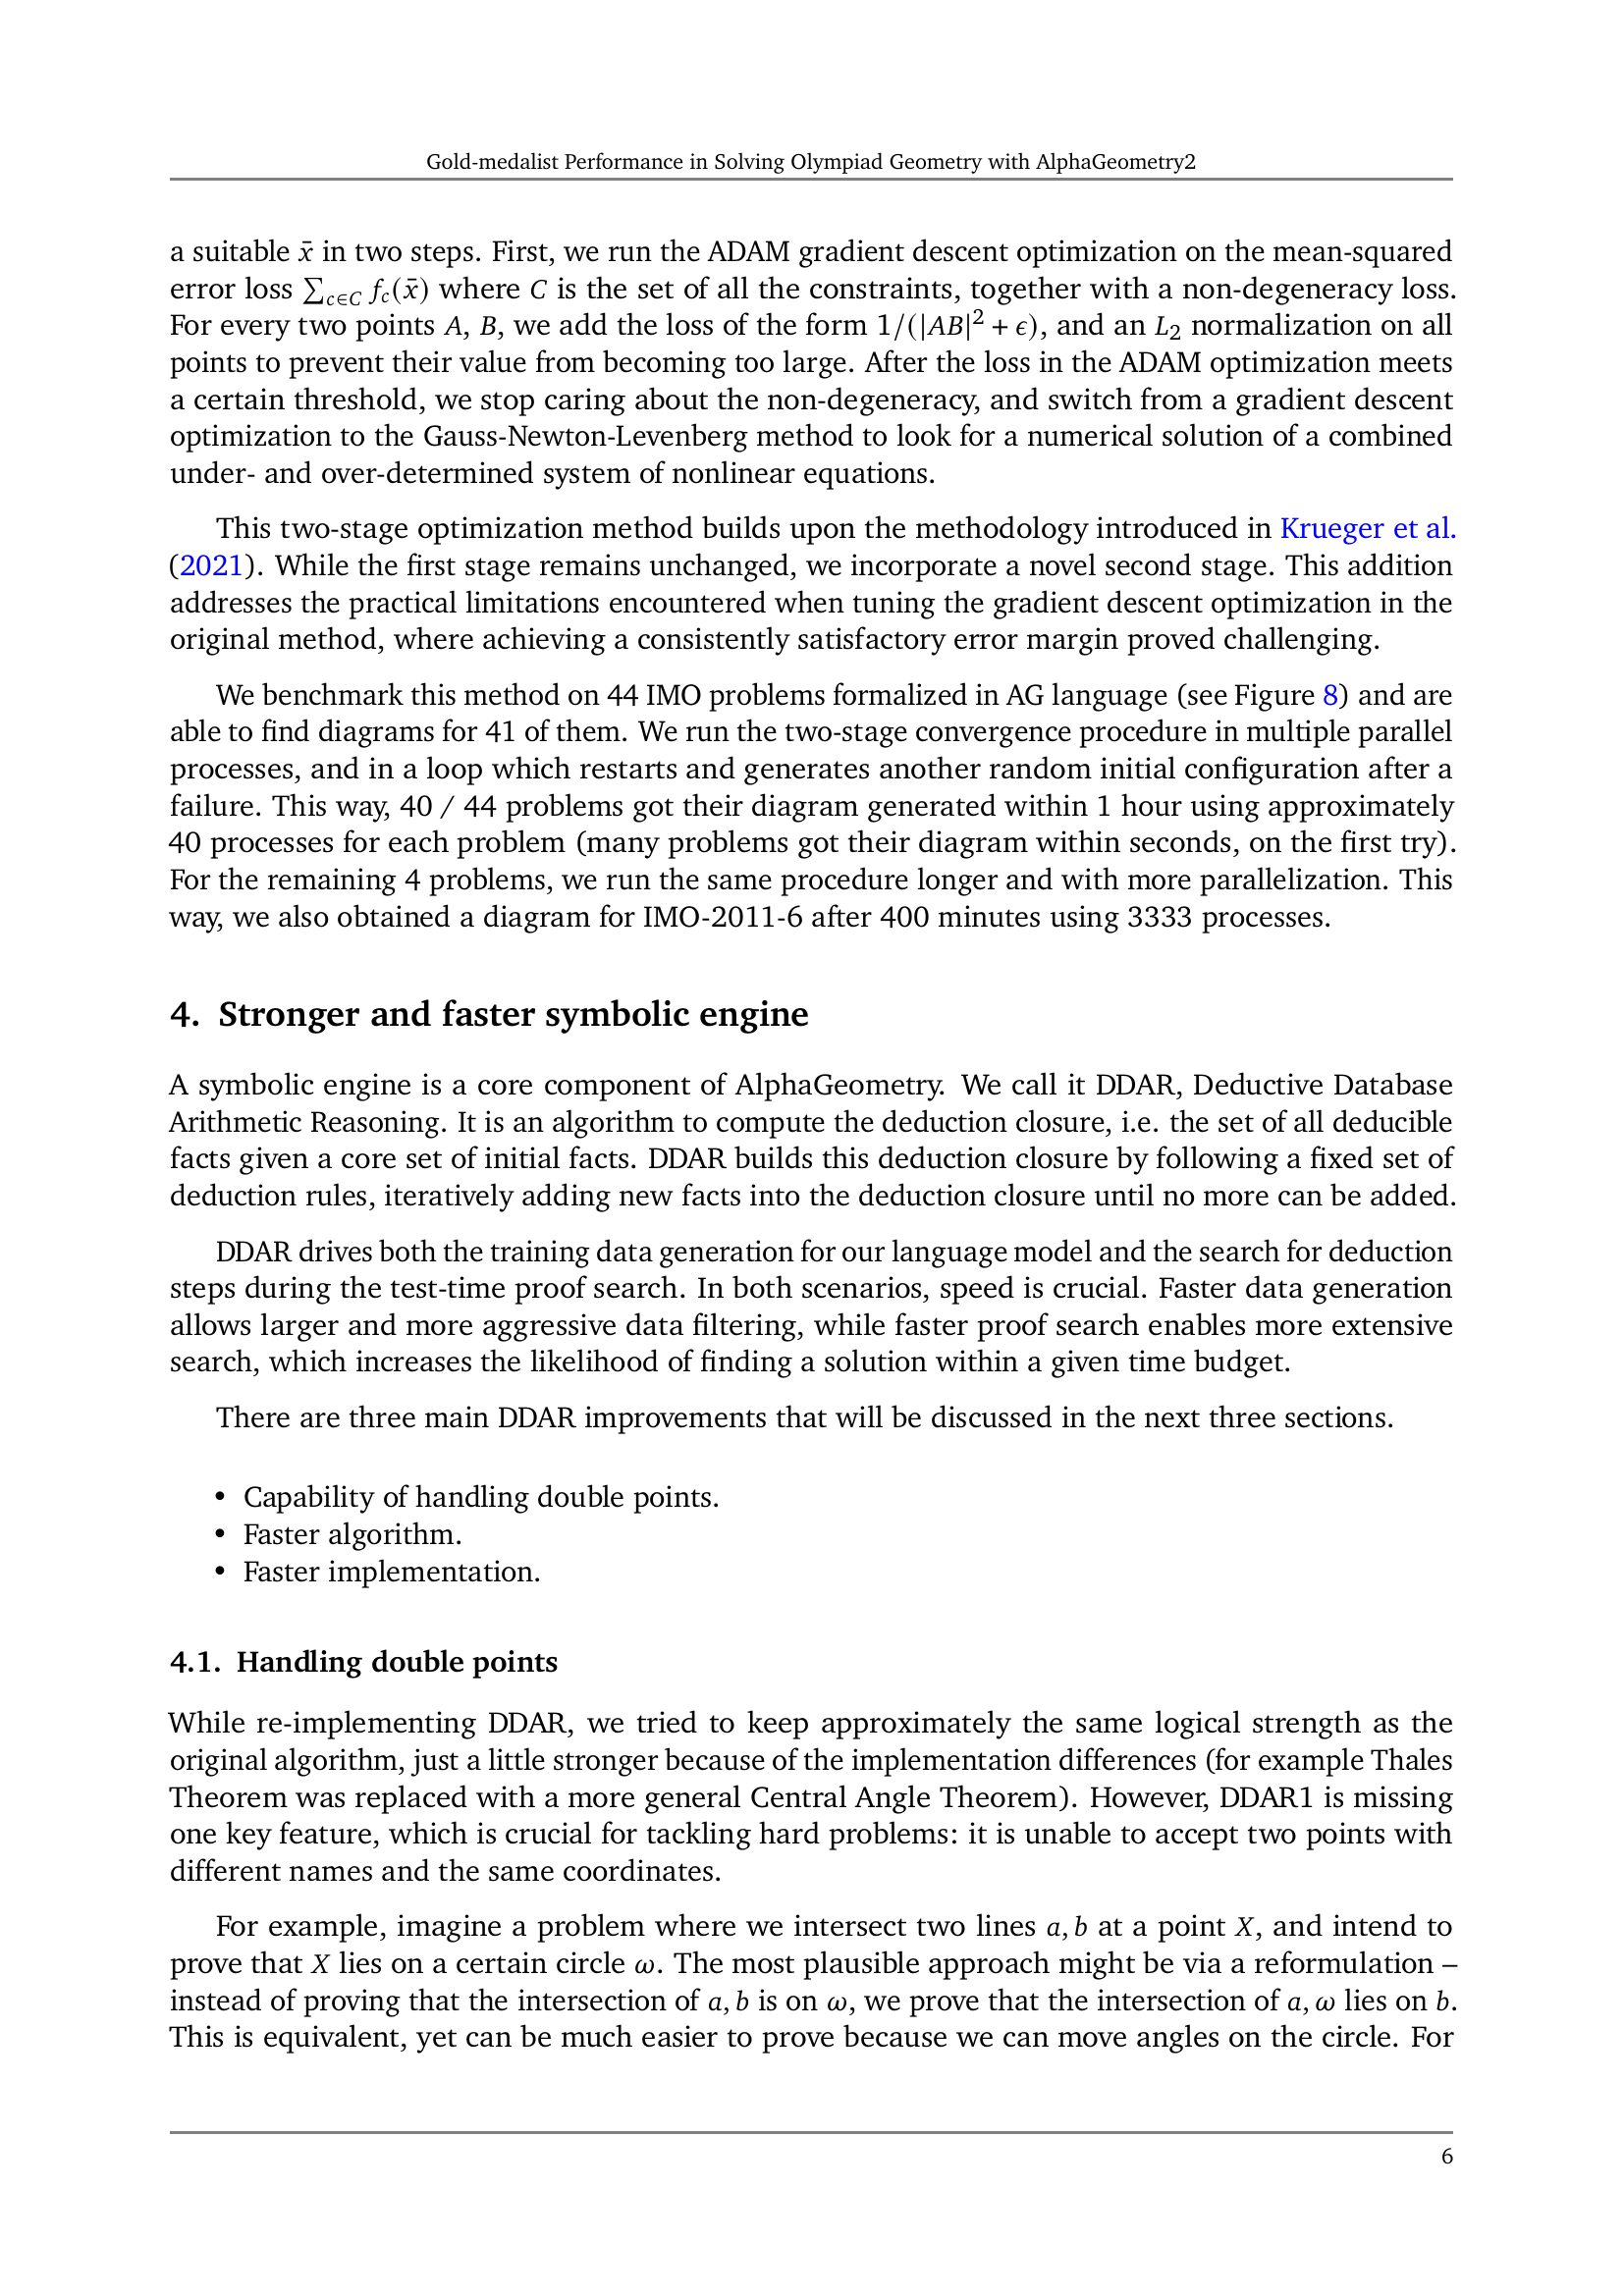 Gold-medalist Performance in Solving Olympiad Geometry with AlphaGeometry2
a suitable x̄ in two steps. First, we run the ADAM gradient descent optimization on the mean-squared
error loss ∑c∈C fc(x̄) where C is the set of all the constraints, together with a non-degeneracy loss.
For every two points A, B, we add the loss of the form 1/(|AB|² + ϵ), and an L₂ normalization on all
points to prevent their value from becoming too large. After the loss in the ADAM optimization meets
a certain threshold, we stop caring about the non-degeneracy, and switch from a gradient descent
optimization to the Gauss-Newton-Levenberg method to look for a numerical solution of a combined
under- and over-determined system of nonlinear equations.
This two-stage optimization method builds upon the methodology introduced in Krueger et al.
(2021). While the first stage remains unchanged, we incorporate a novel second stage. This addition
addresses the practical limitations encountered when tuning the gradient descent optimization in the
original method, where achieving a consistently satisfactory error margin proved challenging.
We benchmark this method on 44 IMO problems formalized in AG language (see Figure 8) and are
able to find diagrams for 41 of them. We run the two-stage convergence procedure in multiple parallel
processes, and in a loop which restarts and generates another random initial configuration after a
failure. This way, 40 / 44 problems got their diagram generated within 1 hour using approximately
40 processes for each problem (many problems got their diagram within seconds, on the first try).
For the remaining 4 problems, we run the same procedure longer and with more parallelization. This
way, we also obtained a diagram for IMO-2011-6 after 400 minutes using 3333 processes.
4. Stronger and faster symbolic engine
A symbolic engine is a core component of AlphaGeometry. We call it DDAR, Deductive Database
Arithmetic Reasoning. It is an algorithm to compute the deduction closure, i.e. the set of all deducible
facts given a core set of initial facts. DDAR builds this deduction closure by following a fixed set of
deduction rules, iteratively adding new facts into the deduction closure until no more can be added.
DDAR drives both the training data generation for our language model and the search for deduction
steps during the test-time proof search. In both scenarios, speed is crucial. Faster data generation
allows larger and more aggressive data filtering, while faster proof search enables more extensive
search, which increases the likelihood of finding a solution within a given time budget.
There are three main DDAR improvements that will be discussed in the next three sections.
• Capability of handling double points.
• Faster algorithm.
• Faster implementation.
4.1. Handling double points
While re-implementing DDAR, we tried to keep approximately the same logical strength as the
original algorithm, just a little stronger because of the implementation differences (for example Thales
Theorem was replaced with a more general Central Angle Theorem). However, DDAR1 is missing
one key feature, which is crucial for tackling hard problems: it is unable to accept two points with
different names and the same coordinates.
For example, imagine a problem where we intersect two lines a, b at a point X, and intend to
prove that X lies on a certain circle ω. The most plausible approach might be via a reformulation –
instead of proving that the intersection of a, b is on ω, we prove that the intersection of a, ω lies on b.
This is equivalent, yet can be much easier to prove because we can move angles on the circle. For
6